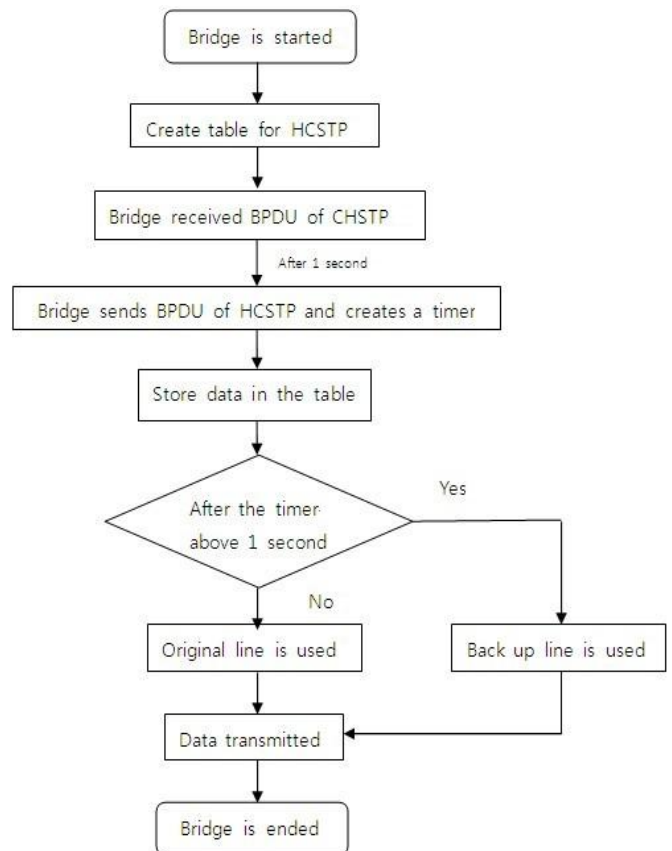 Bridge is started
Create table for HCSTP
Bridge received BPDU of CHSTP
After 1 second
Bridge sends BPDU of HCSTP and creates a timer
Store data in the table
After the timer
above 1 second
Yes
No
Original line is used
Back up line is used
Data transmitted
Bridge is ended